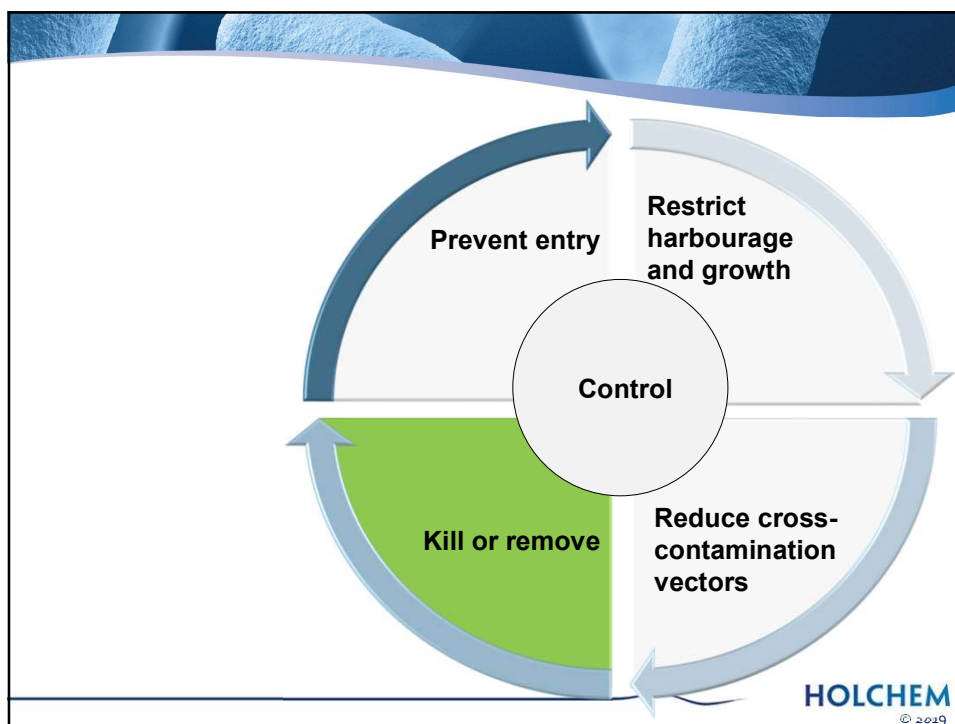 Prevent entry
Restrict
harbourage
and growth
Control
Kill or remove
Reduce cross-
contamination
vectors
HOLCHEM
© 2019